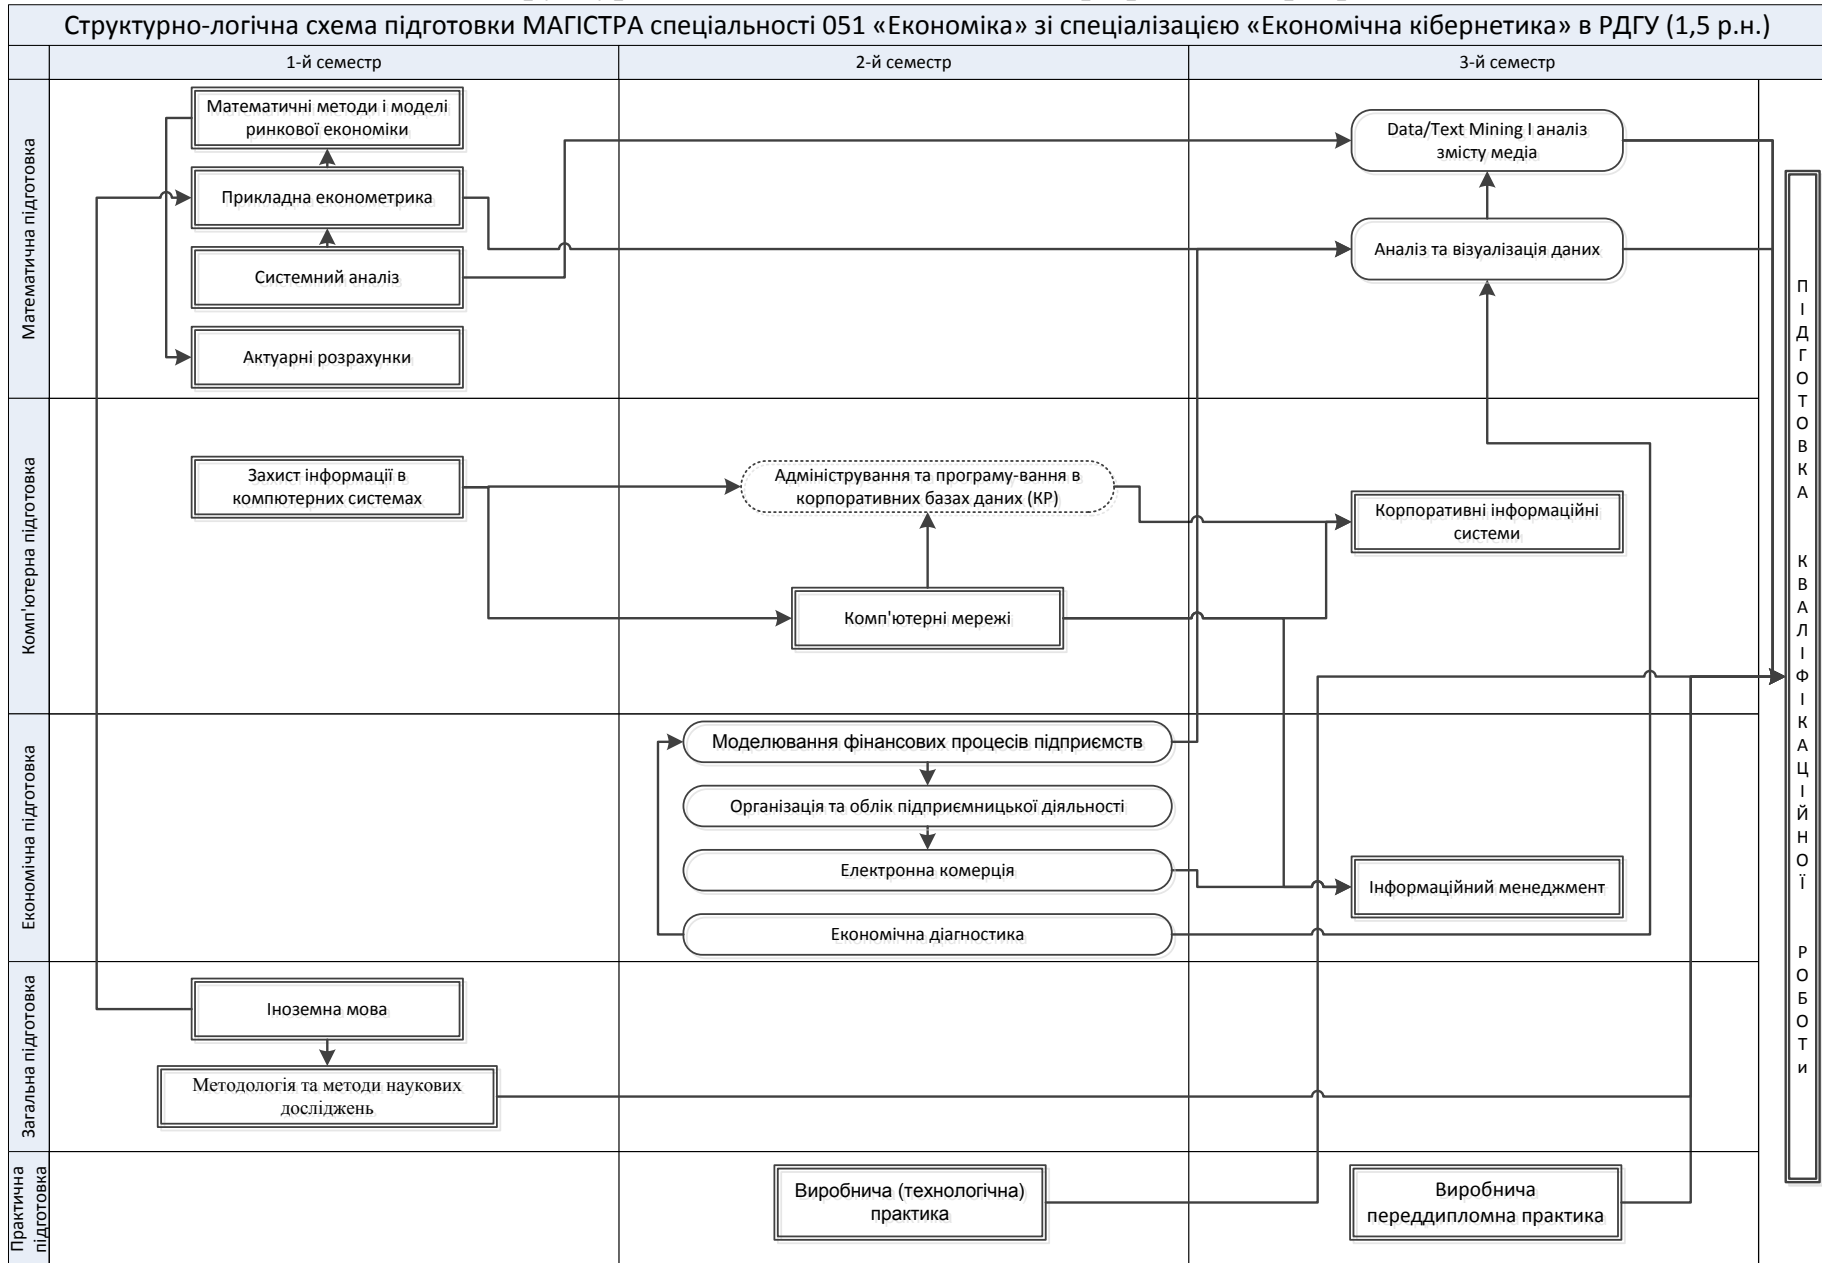 Структурно-логічна схема підготовки МАГІСТРА спеціальності 051 «Економіка» зі спеціалізацією «Економічна кібернетика» в РДГУ (1,5 р.н.)
1-й семестр
2-й семестр
3-й семестр
Математична підготовка
Математичні методи і моделі
ринкової економіки
Прикладна економетрика
Системний аналіз
Актуарні розрахунки
Data/Text Mining І аналіз
змісту медіа
Аналіз та візуалізація даних
Комп'ютерна підготовка
Захист інформації в
компютерних системах
Адміністрування та програму-вання в
корпоративних базах даних (КР)
Комп'ютерні мережі
Корпоративні інформаційні
системи
Економічна підготовка
Моделювання фінансових процесів підприємств
Організація та облік підприємницької діяльності
Електронна комерція
Економічна діагностика
Інформаційний менеджмент
Загальна підготовка
Іноземна мова
Методологія та методи наукових
досліджень
Практична
підготовка
Виробнича (технологічна)
практика
Виробнича
переддипломна практика
ПІДГОТОВКА КВАЛІФІКАЦІЙНОЇ РОБОТи